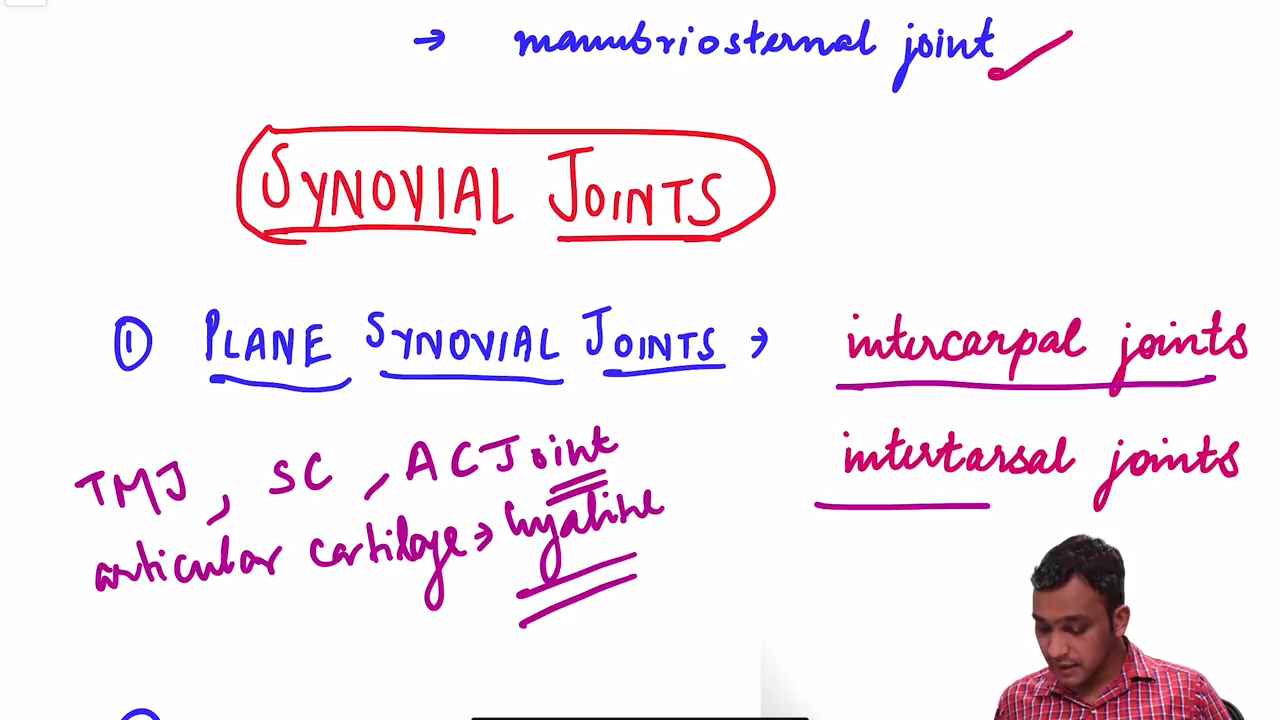 → manubriosternal joint
SYNOVIAL JOINTS
① PLANE SYNOVIAL JOINTS → intercarpal joints
intertarsal joints
TMJ, SC, AC Joint
articular cartilage → hyaline